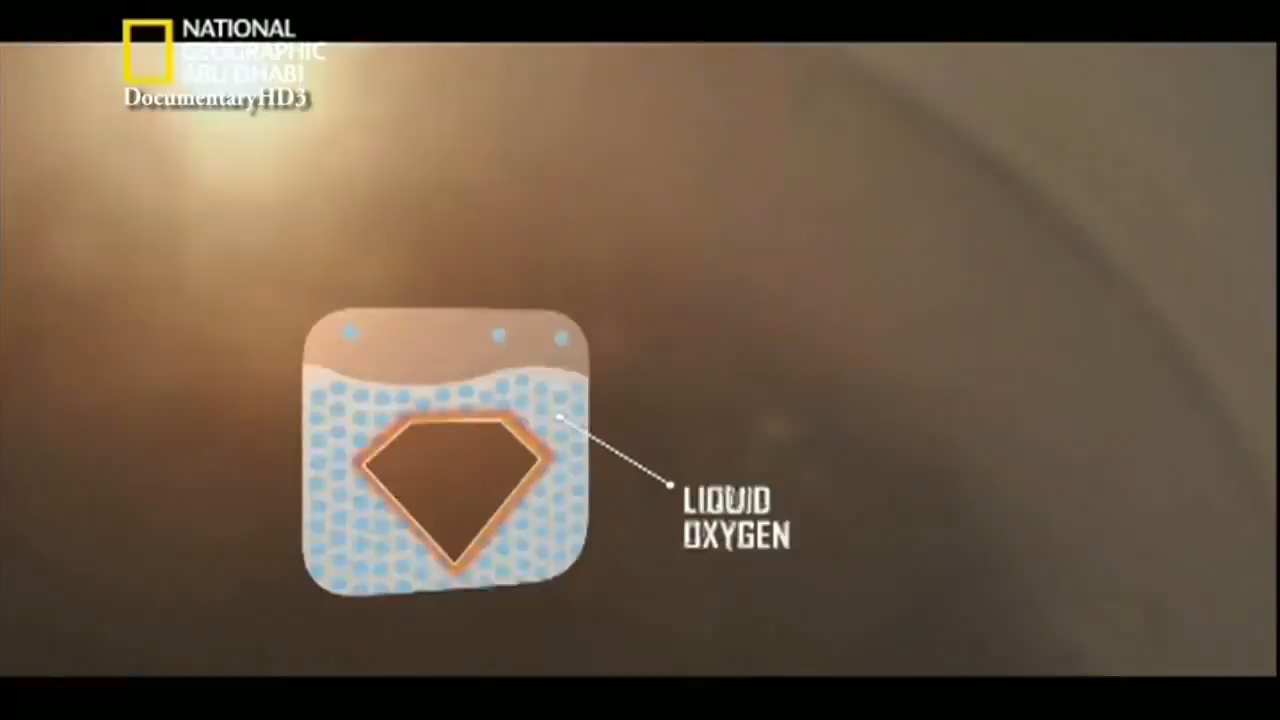 NATIONAL
GEOGRAPHIC
ABU DHABI
DocumentaryHD3
LIQUID
OXYGEN